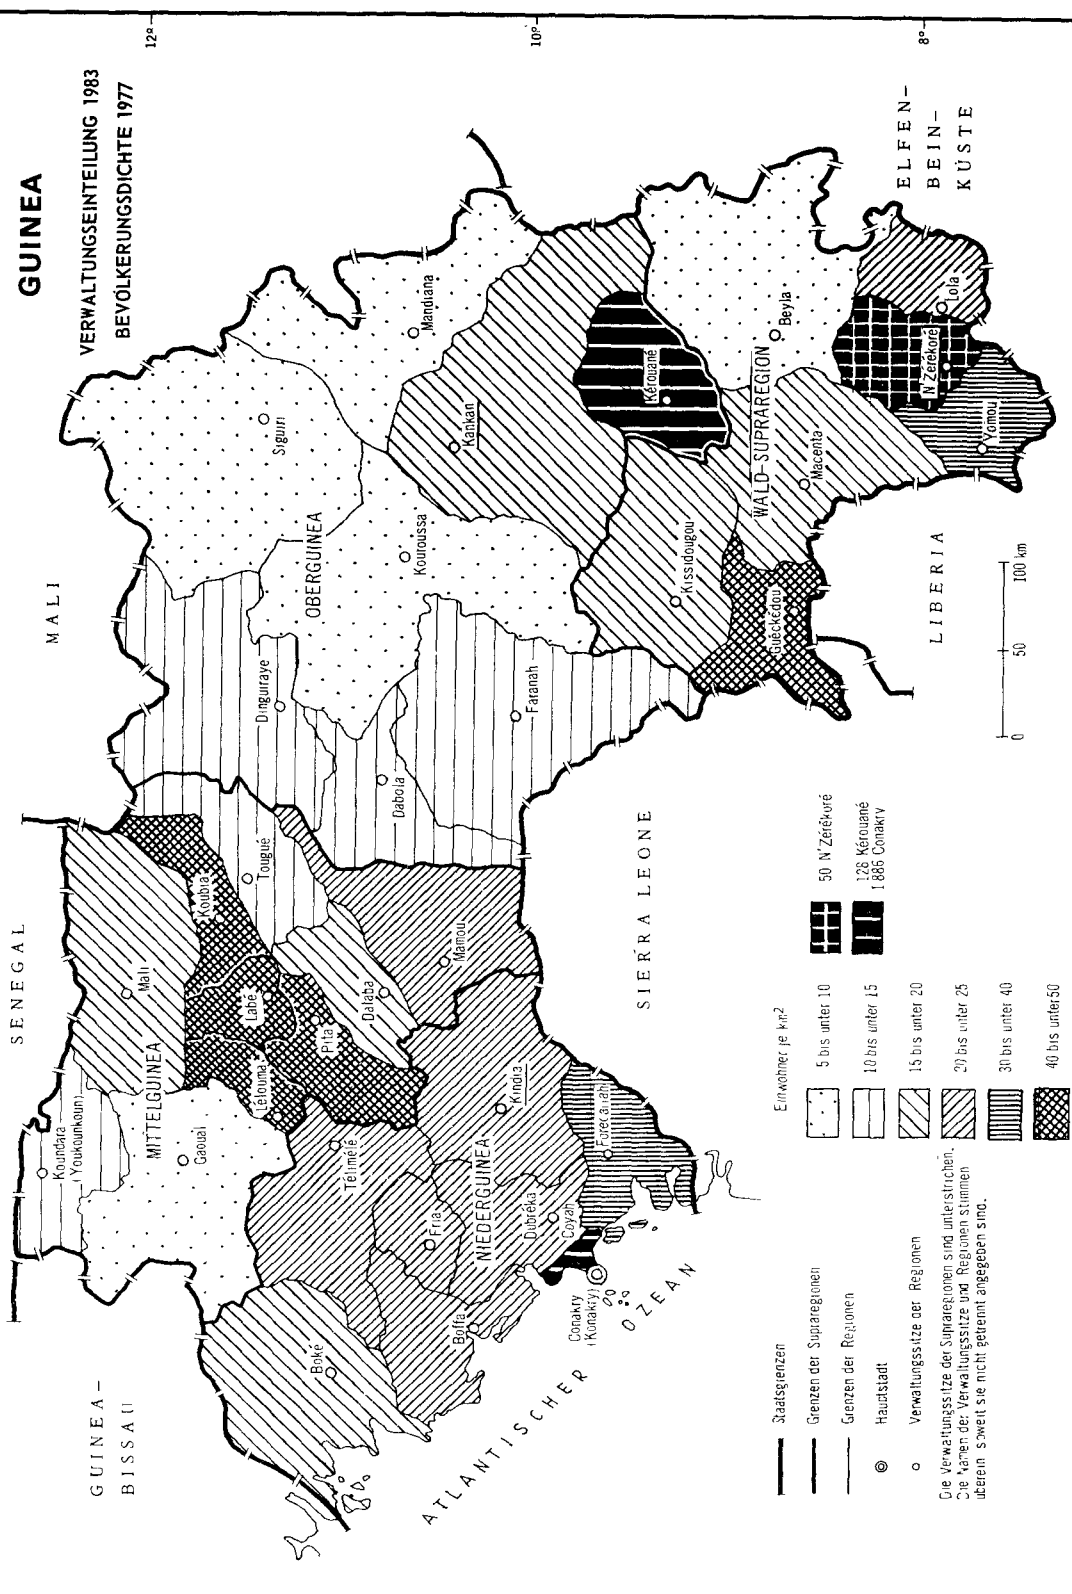 GUINEA
VERWALTUNGSEINTEILUNG 1983
BEVÖLKERUNGSDICHTE 1977
12°
10°
8°
SENEGAL
MALI
GUINEA-
BISSAU
ELFEN-
BEIN-
KÜSTE
LIBERIA
SIERRA LEONE
ATLANTISCHER
OZEAN
MITTELGUINEA
OBERGUINEA
NIEDERGUINEA
WALD-SUPRAREGION
Koundara
(Youkounkoun)
Gaoual
Mali
Koubia
Tougué
Labé
Lélouma
Pita
Dalaba
Mamou
Télimélé
Kindia
Fria
Dubréka
Coyah
Forécariah
Boké
Boffa
Conakry
(Konakry)
Dinguiraye
Dabola
Faranah
Siguiri
Kouroussa
Mandiana
Kankan
Kérouané
Kissidougou
Guéckédou
Macenta
Beyla
N'Zérékoré
Lola
Yomou
0
50
100 km
Staatsgrenzen
Grenzen der Supraregionen
Grenzen der Regionen
Hauptstadt
Verwaltungssitze der Regionen
Die Verwaltungssitze der Supraregionen sind unterstrichen.
Die Namen der Verwaltungssitze und Regionen stimmen
überein soweit sie nicht getrennt angegeben sind.
Einwohner je km²
5 bis unter 10
10 bis unter 15
15 bis unter 20
20 bis unter 25
30 bis unter 40
40 bis unter 50
50 N'Zérékoré
128 Kérouané
1 886 Conakry